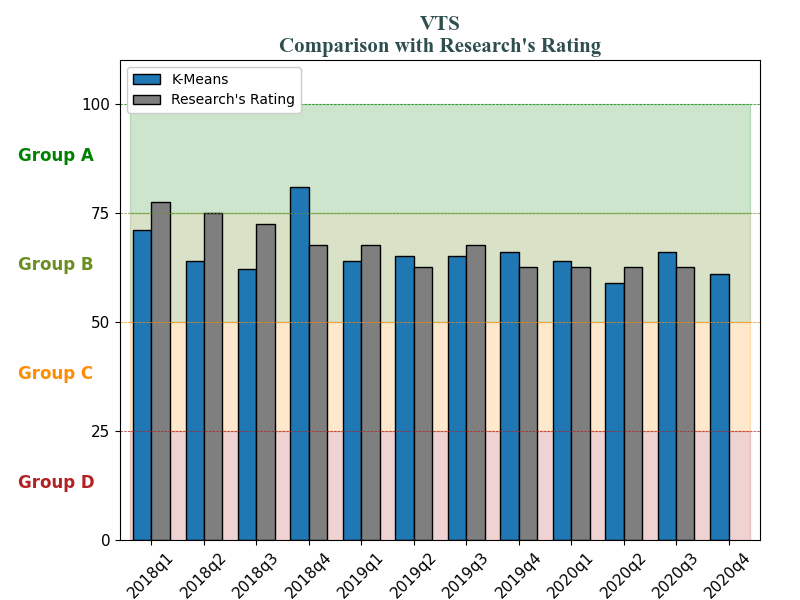 VTS
Comparison with Research's Rating
K-Means
Research's Rating
100
Group A
75
Group B
50
Group C
25
Group D
0
2018q1
2018q2
2018q3
2018q4
2019q1
2019q2
2019q3
2019q4
2020q1
2020q2
2020q3
2020q4